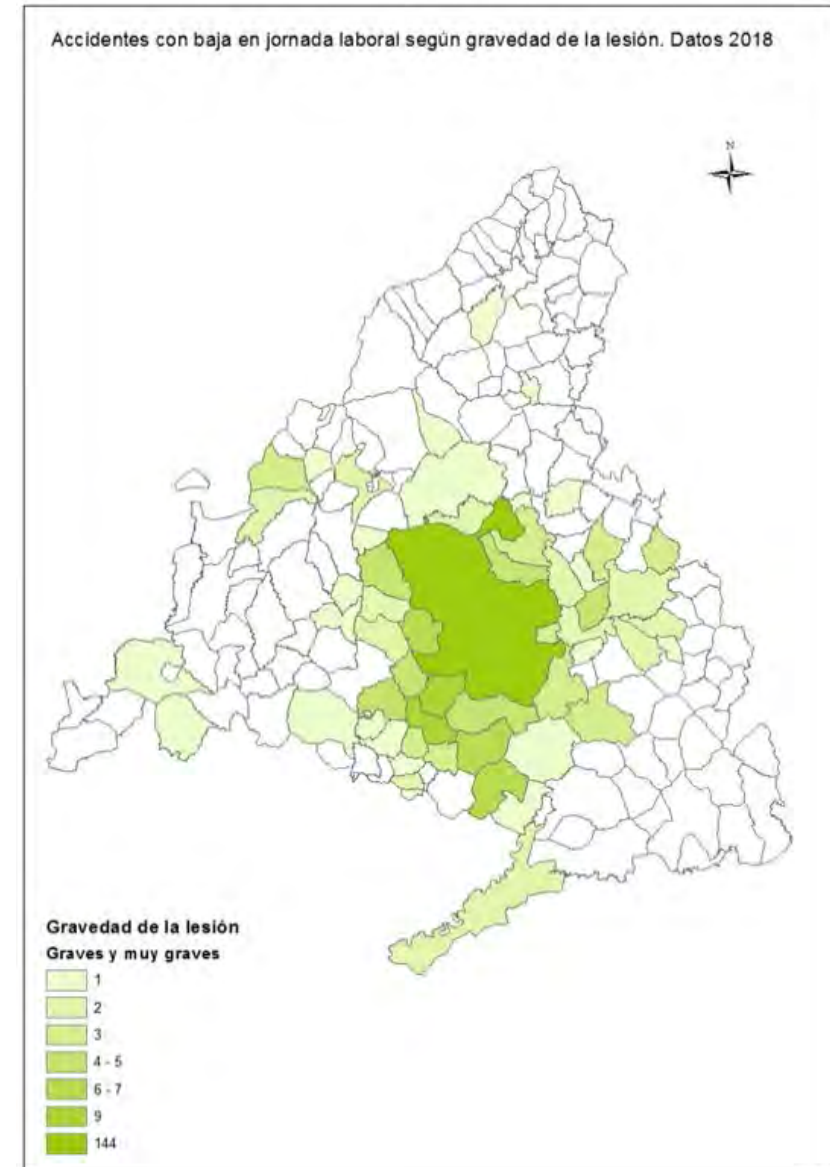 Accidentes con baja en jornada laboral según gravedad de la lesión. Datos 2018
N
Gravedad de la lesión
Graves y muy graves
1
2
3
4 - 5
6 - 7
9
144